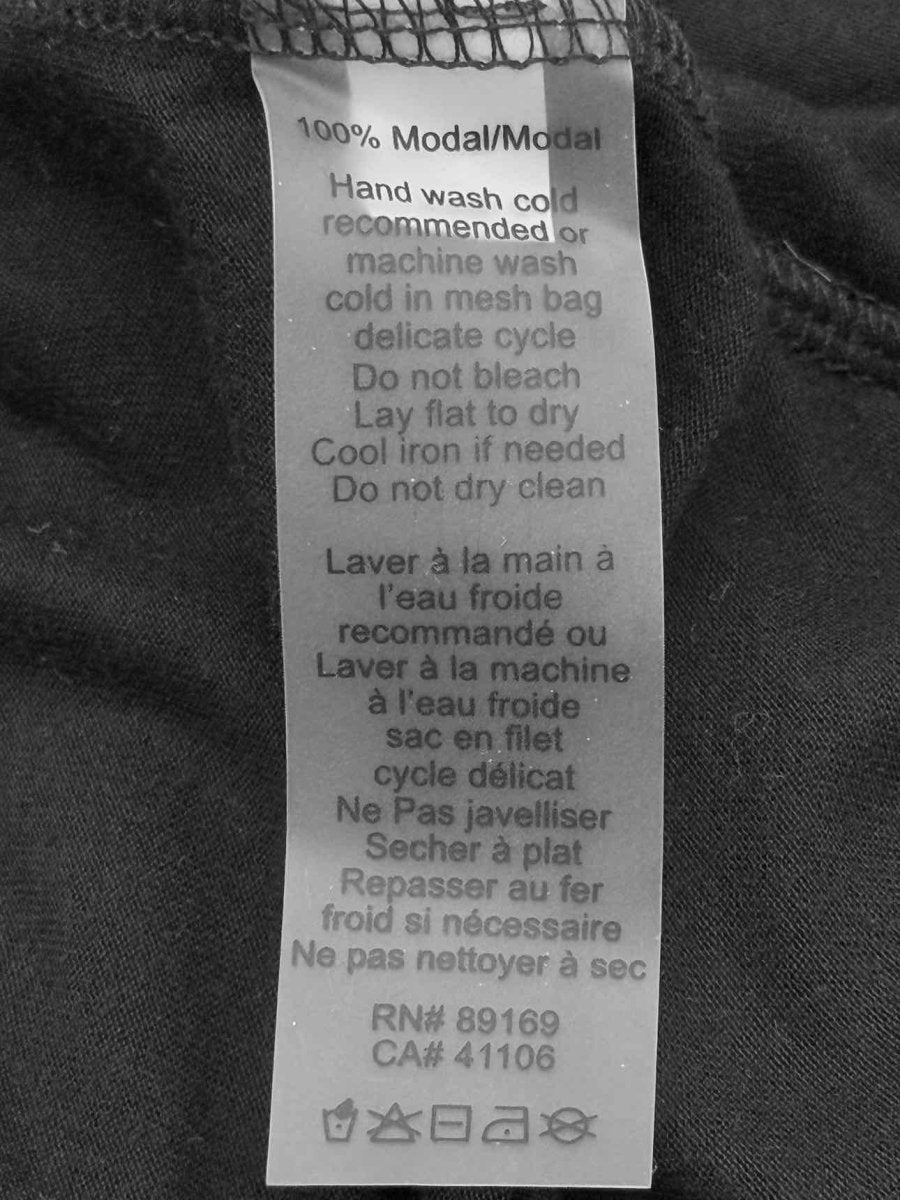 100% Modal/Modal
Hand wash cold
recommended or
machine wash
cold in mesh bag
delicate cycle
Do not bleach
Lay flat to dry
Cool iron if needed
Do not dry clean
Laver à la main à
l'eau froide
recommandé ou
Laver à la machine
à l'eau froide
sac en filet
cycle délicat
Ne Pas javelliser
Secher à plat
Repasser au fer
froid si nécessaire
Ne pas nettoyer à sec
RN# 89169
CA# 41106